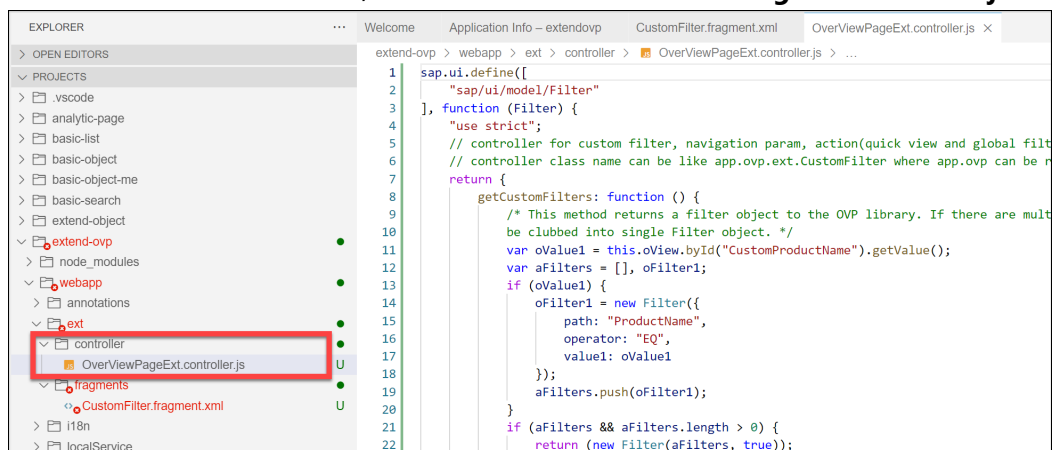 EXPLORER
...
Welcome
Application Info – extendovp
CustomFilter.fragment.xml
OverViewPageExt.controller.js ×
> OPEN EDITORS
extend-ovp > webapp > ext > controller > OverViewPageExt.controller.js > ...
PROJECTS
.vscode
analytic-page
basic-list
basic-object
basic-object-me
basic-search
extend-object
extend-ovp
node_modules
webapp
annotations
ext
controller
OverViewPageExt.controller.js U
fragments
CustomFilter.fragment.xml U
i18n
localService
1 sap.ui.define([
2 "sap/ui/model/Filter"
3 ], function (Filter) {
4 "use strict";
5 // controller for custom filter, navigation param, action(quick view and global filt
6 // controller class name can be like app.ovp.ext.CustomFilter where app.ovp can be r
7 return {
8 getCustomFilters: function () {
9 /* This method returns a filter object to the OVP library. If there are mult
10 be clubbed into single Filter object. */
11 var oValue1 = this.oView.byId("CustomProductName").getValue();
12 var aFilters = [], oFilter1;
13 if (oValue1) {
14 oFilter1 = new Filter({
15 path: "ProductName",
16 operator: "EQ",
17 value1: oValue1
18 });
19 aFilters.push(oFilter1);
20 }
21 if (aFilters && aFilters.length > 0) {
22 return (new Filter(aFilters, true));